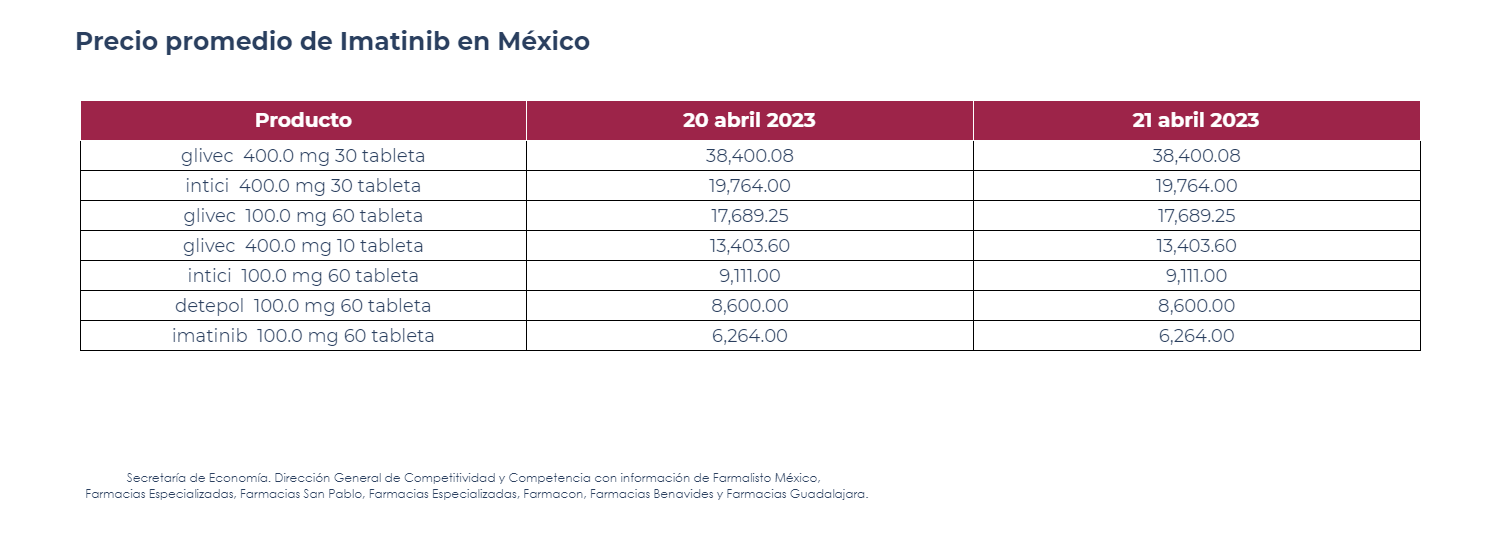 Precio promedio de Imatinib en México
Producto 20 abril 2023 21 abril 2023
glivec 400.0 mg 30 tableta 38,400.08 38,400.08
intici 400.0 mg 30 tableta 19,764.00 19,764.00
glivec 100.0 mg 60 tableta 17,689.25 17,689.25
glivec 400.0 mg 10 tableta 13,403.60 13,403.60
intici 100.0 mg 60 tableta 9,111.00 9,111.00
detepol 100.0 mg 60 tableta 8,600.00 8,600.00
imatinib 100.0 mg 60 tableta 6,264.00 6,264.00
Secretaría de Economía. Dirección General de Competitividad y Competencia con información de Farmalisto México,
Farmacias Especializadas, Farmacias San Pablo, Farmacias Especializadas, Farmacon, Farmacias Benavides y Farmacias Guadalajara.